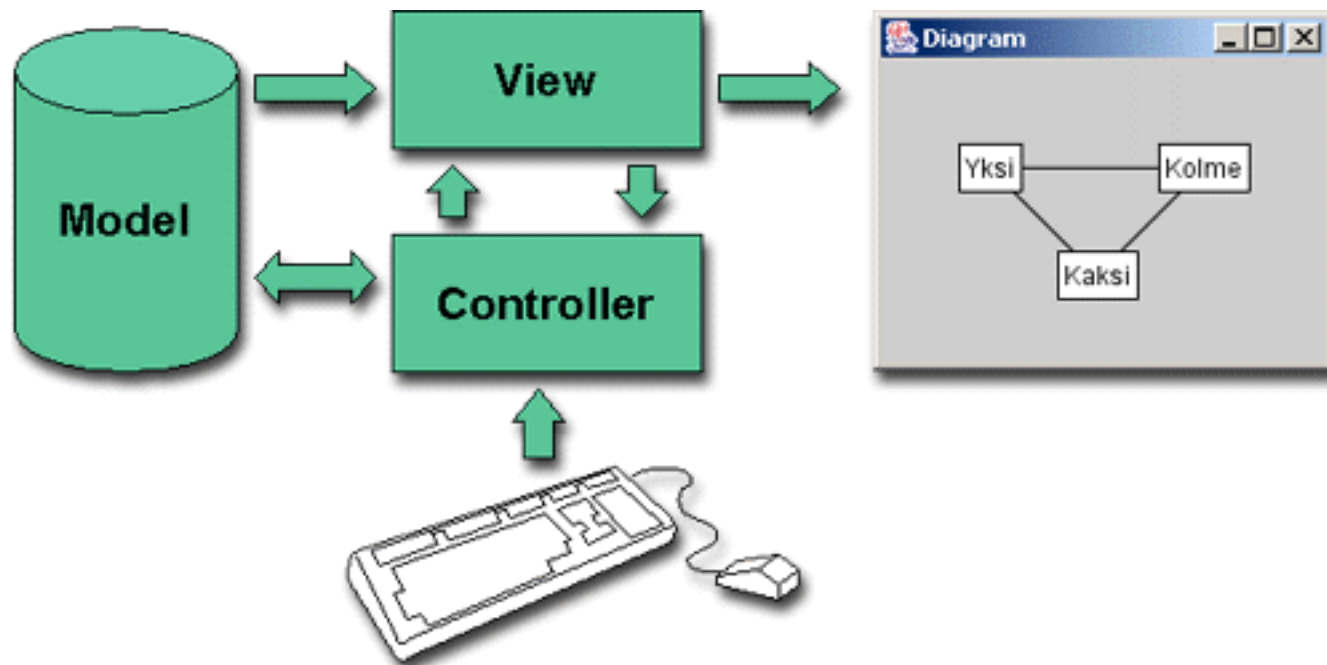 Model
View
Controller
Diagram
Yksi
Kolme
Kaksi